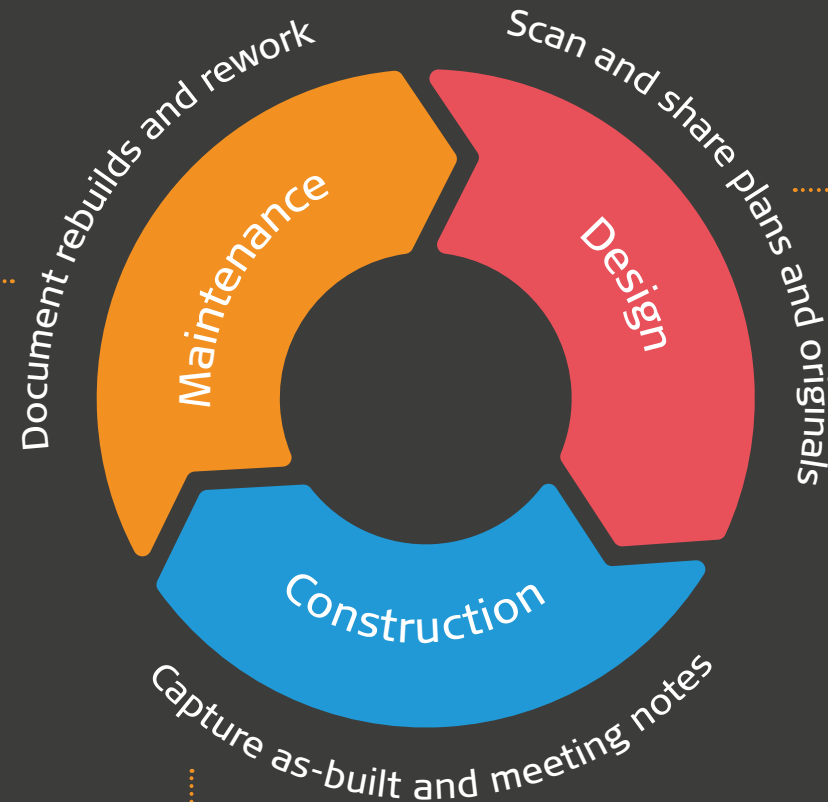 Scan and share plans and originals
Design
Construction
Capture as-built and meeting notes
Maintenance
Document rebuilds and rework